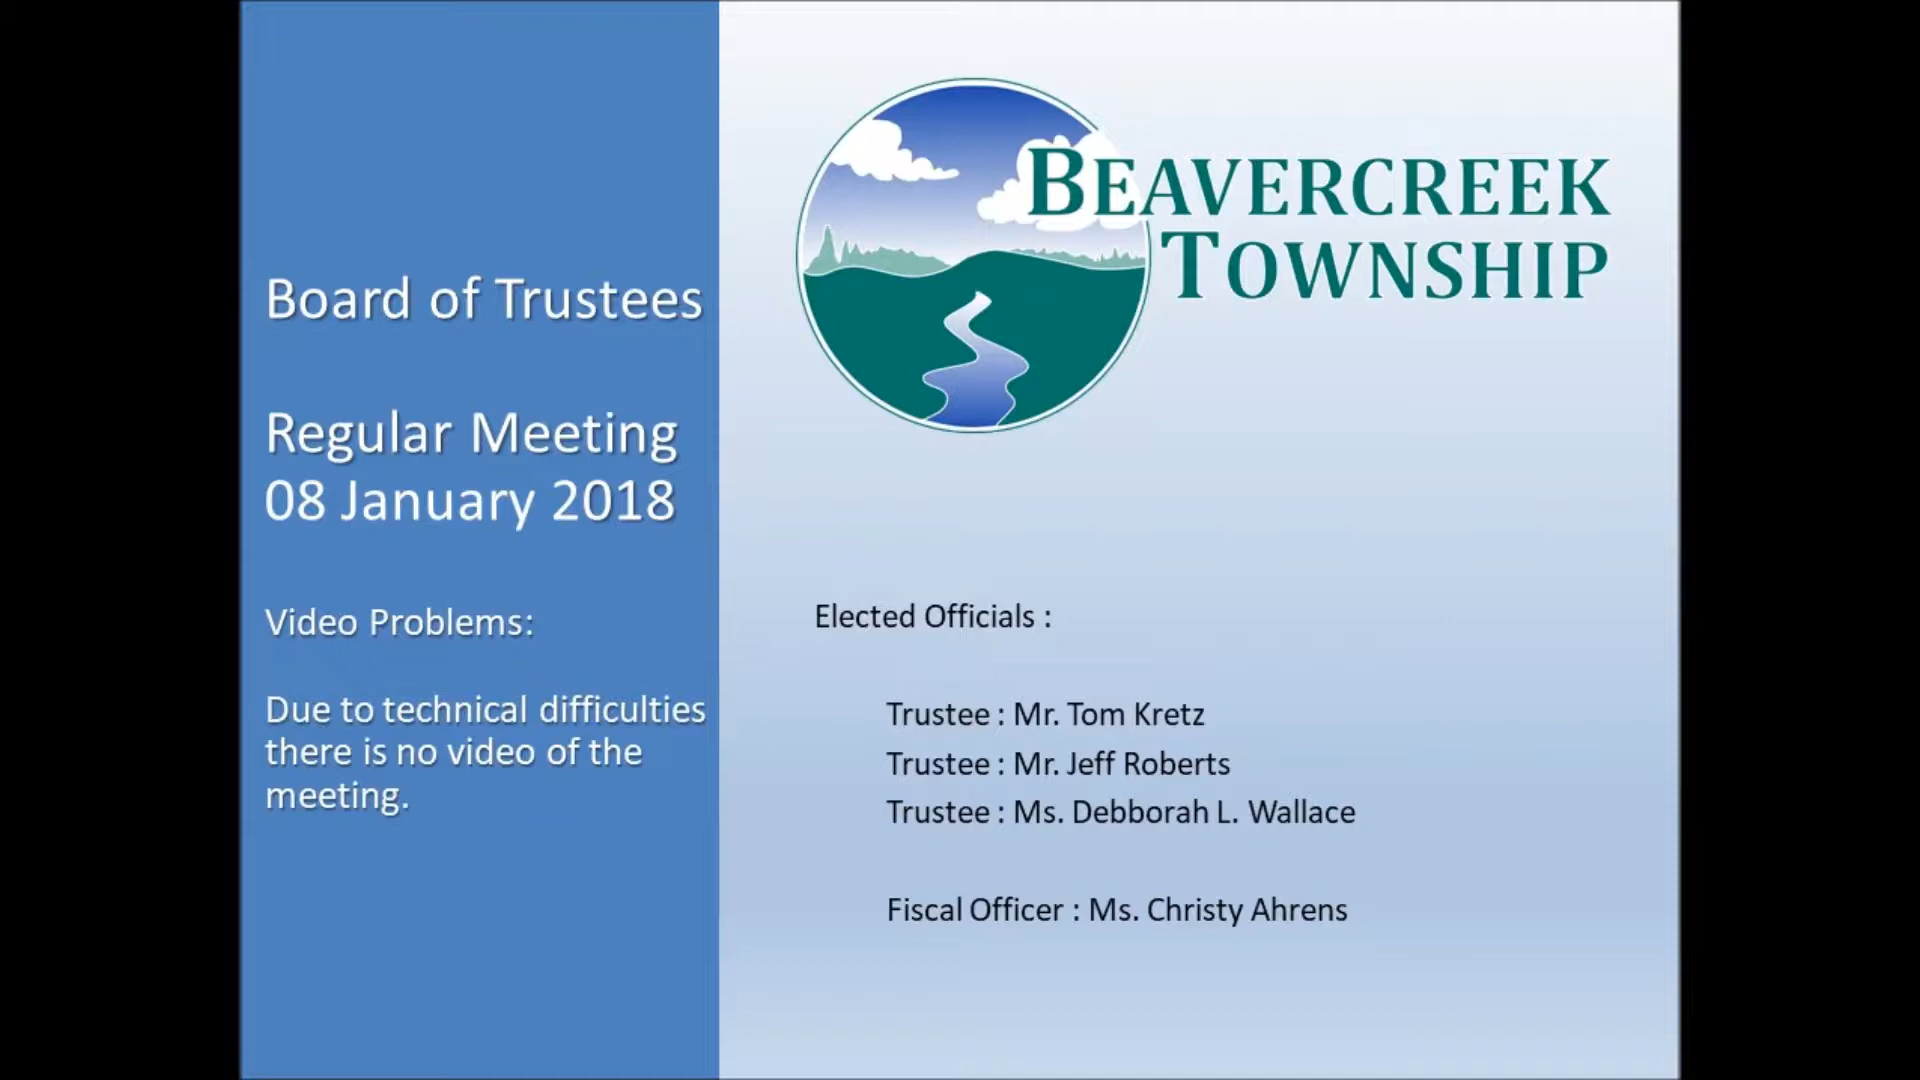 Board of Trustees
Regular Meeting
08 January 2018
Video Problems:
Due to technical difficulties
there is no video of the
meeting.
BEAVERCREEK
TOWNSHIP
Elected Officials :
Trustee : Mr. Tom Kretz
Trustee : Mr. Jeff Roberts
Trustee : Ms. Debborah L. Wallace
Fiscal Officer : Ms. Christy Ahrens